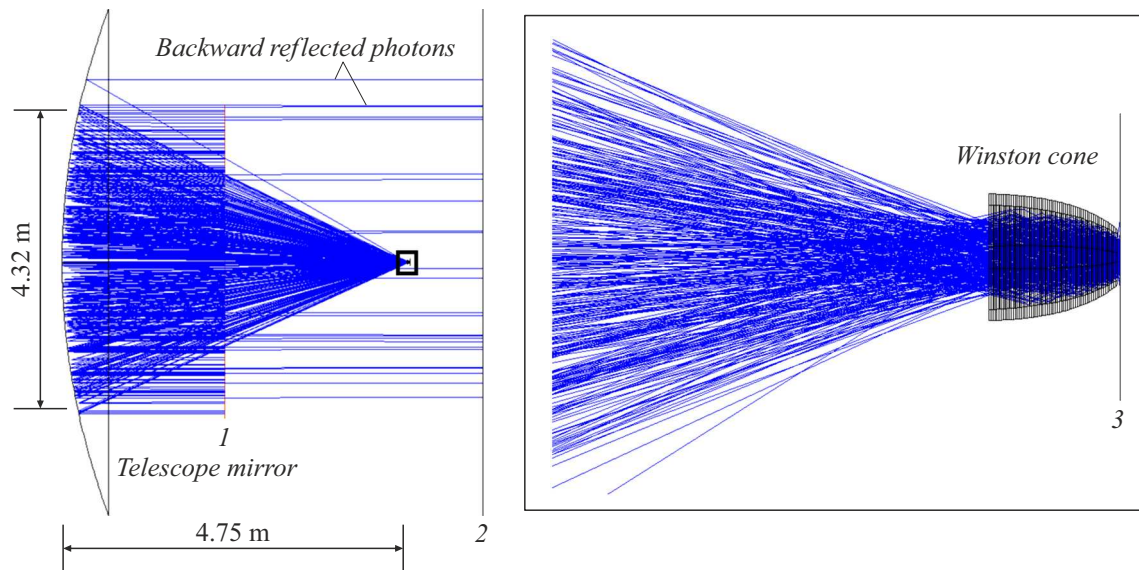 Backward reflected photons
4.32 m
1
Telescope mirror
4.75 m
2
Winston cone
3